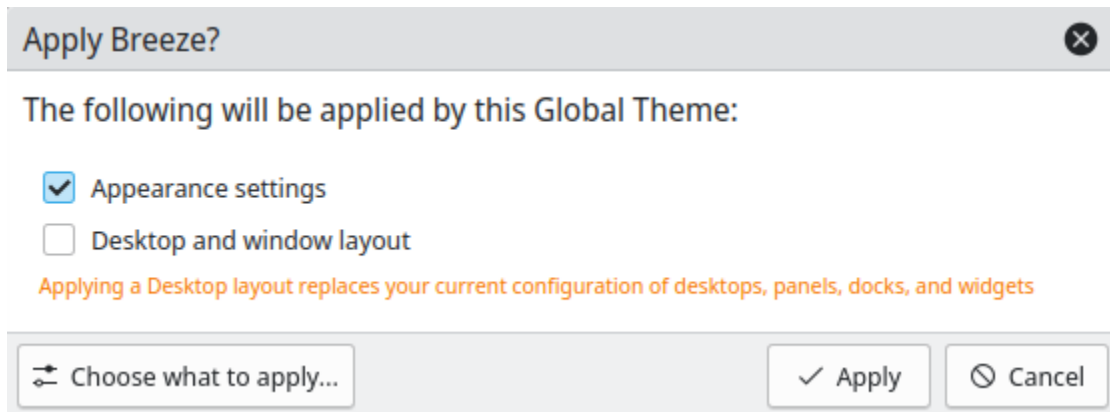 Apply Breeze?
The following will be applied by this Global Theme:
Appearance settings
Desktop and window layout
Applying a Desktop layout replaces your current configuration of desktops, panels, docks, and widgets
Choose what to apply...
Apply
Cancel